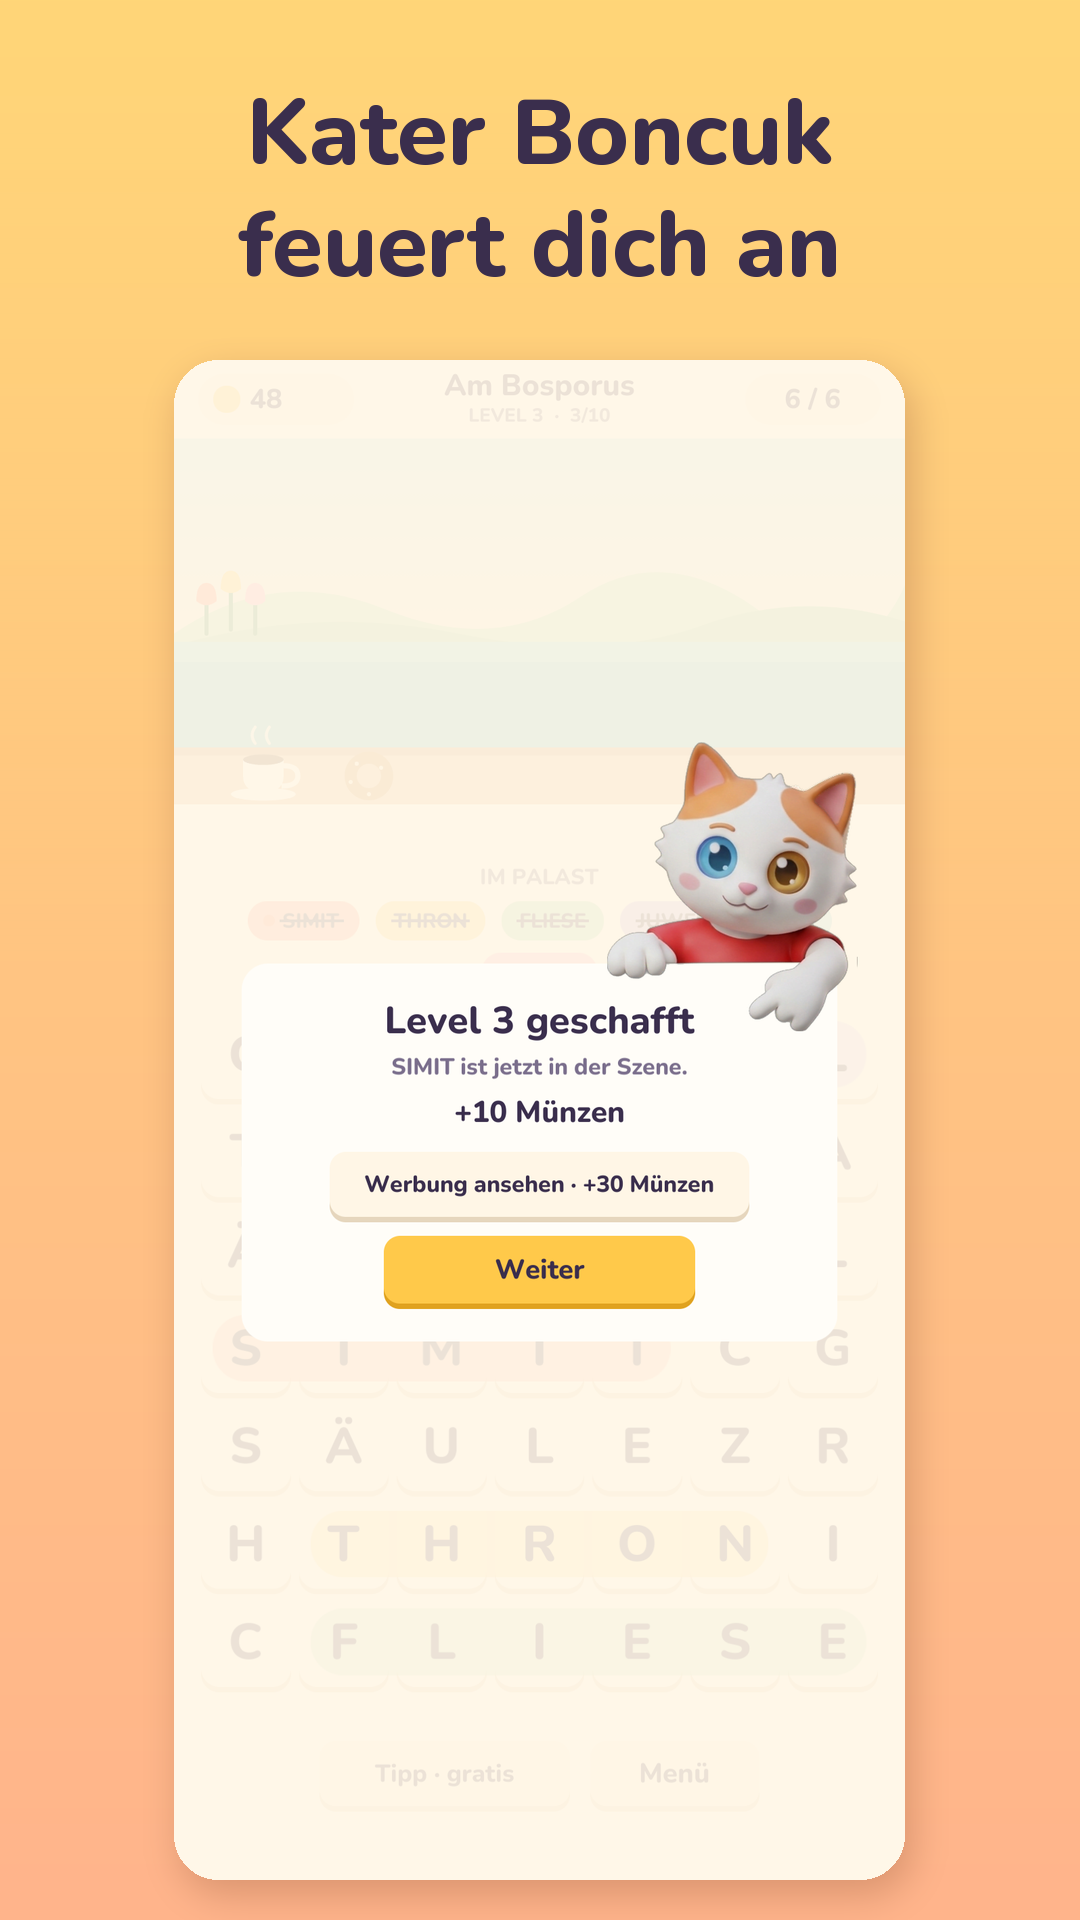 Kater Boncuk
feuert dich an
48
Am Bosporus
LEVEL 3 · 3/10
6 / 6
IM PALAST
SIMIT THRON FLIESE
Level 3 geschafft
SIMIT ist jetzt in der Szene.
+10 Münzen
Werbung ansehen · +30 Münzen
Weiter
S I M I T C G
S Ä U L E Z R
H T H R O N I
C F L I E S E
Tipp · gratis Menü